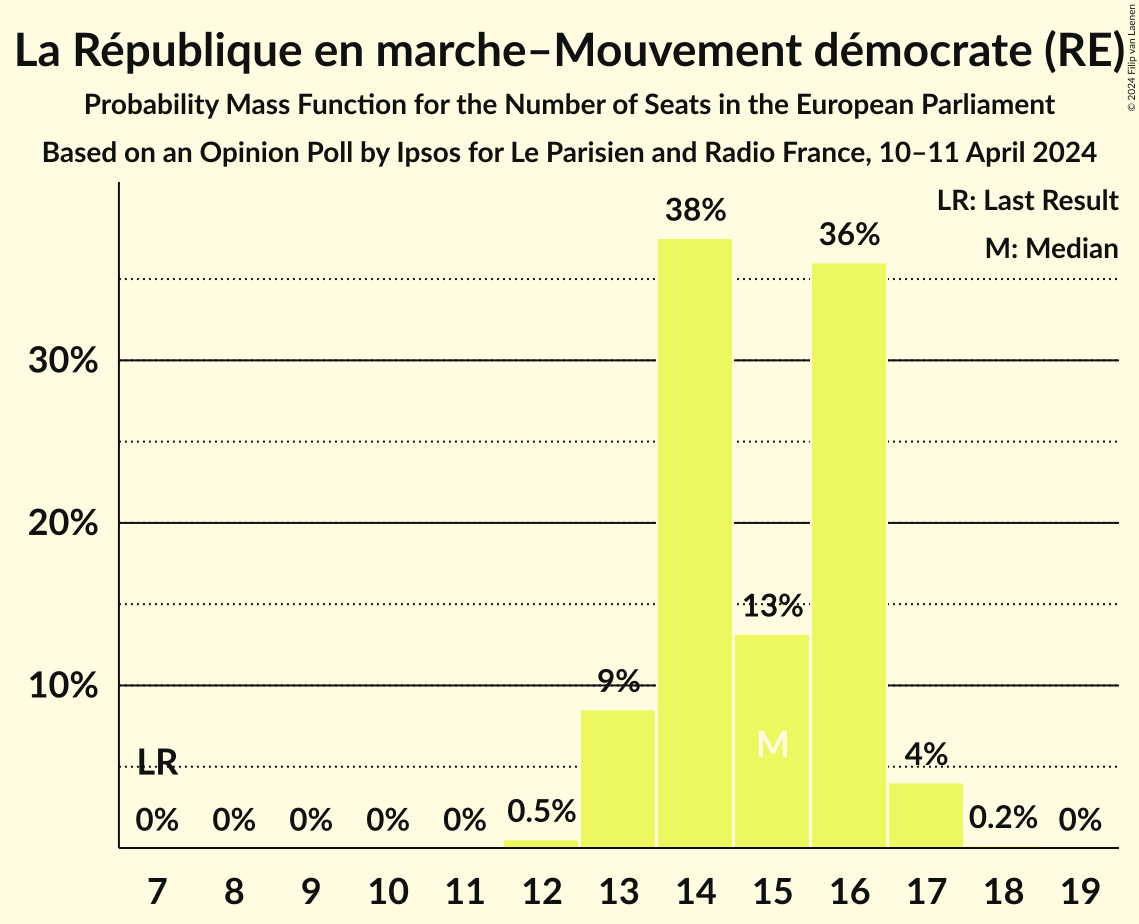 La République en marche–Mouvement démocrate (RE)
© 2024 Filip van Laenen
Probability Mass Function for the Number of Seats in the European Parliament
Based on an Opinion Poll by Ipsos for Le Parisien and Radio France, 10–11 April 2024
LR: Last Result
M: Median
38%
36%
30%
20%
13%
10%
9%
M
LR
4%
0% 0% 0% 0% 0% 0.5% 0.2% 0%
7 8 9 10 11 12 13 14 15 16 17 18 19